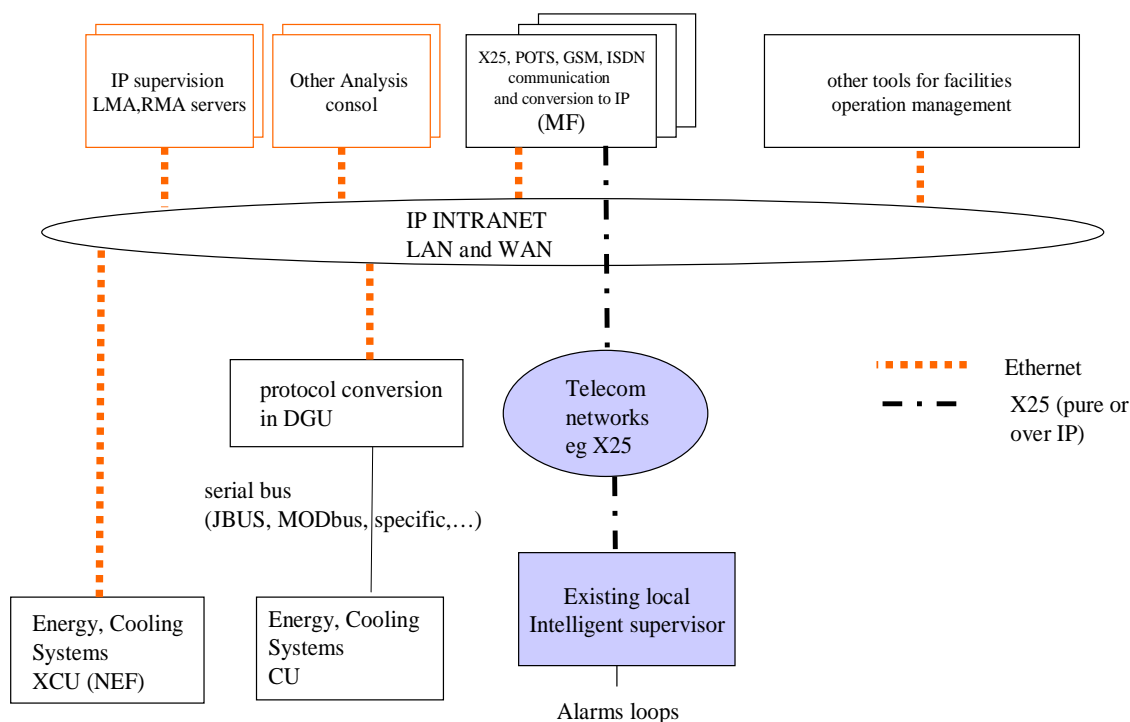 IP supervision
LMA,RMA servers
Other Analysis
consol
X25, POTS, GSM, ISDN
communication
and conversion to IP
(MF)
other tools for facilities
operation management
IP INTRANET
LAN and WAN
protocol conversion
in DGU
Telecom
networks
eg X25
Ethernet
X25 (pure or
over IP)
serial bus
(JBUS, MODbus, specific,…)
Energy, Cooling
Systems
XCU (NEF)
Energy, Cooling
Systems
CU
Existing local
Intelligent supervisor
Alarms loops